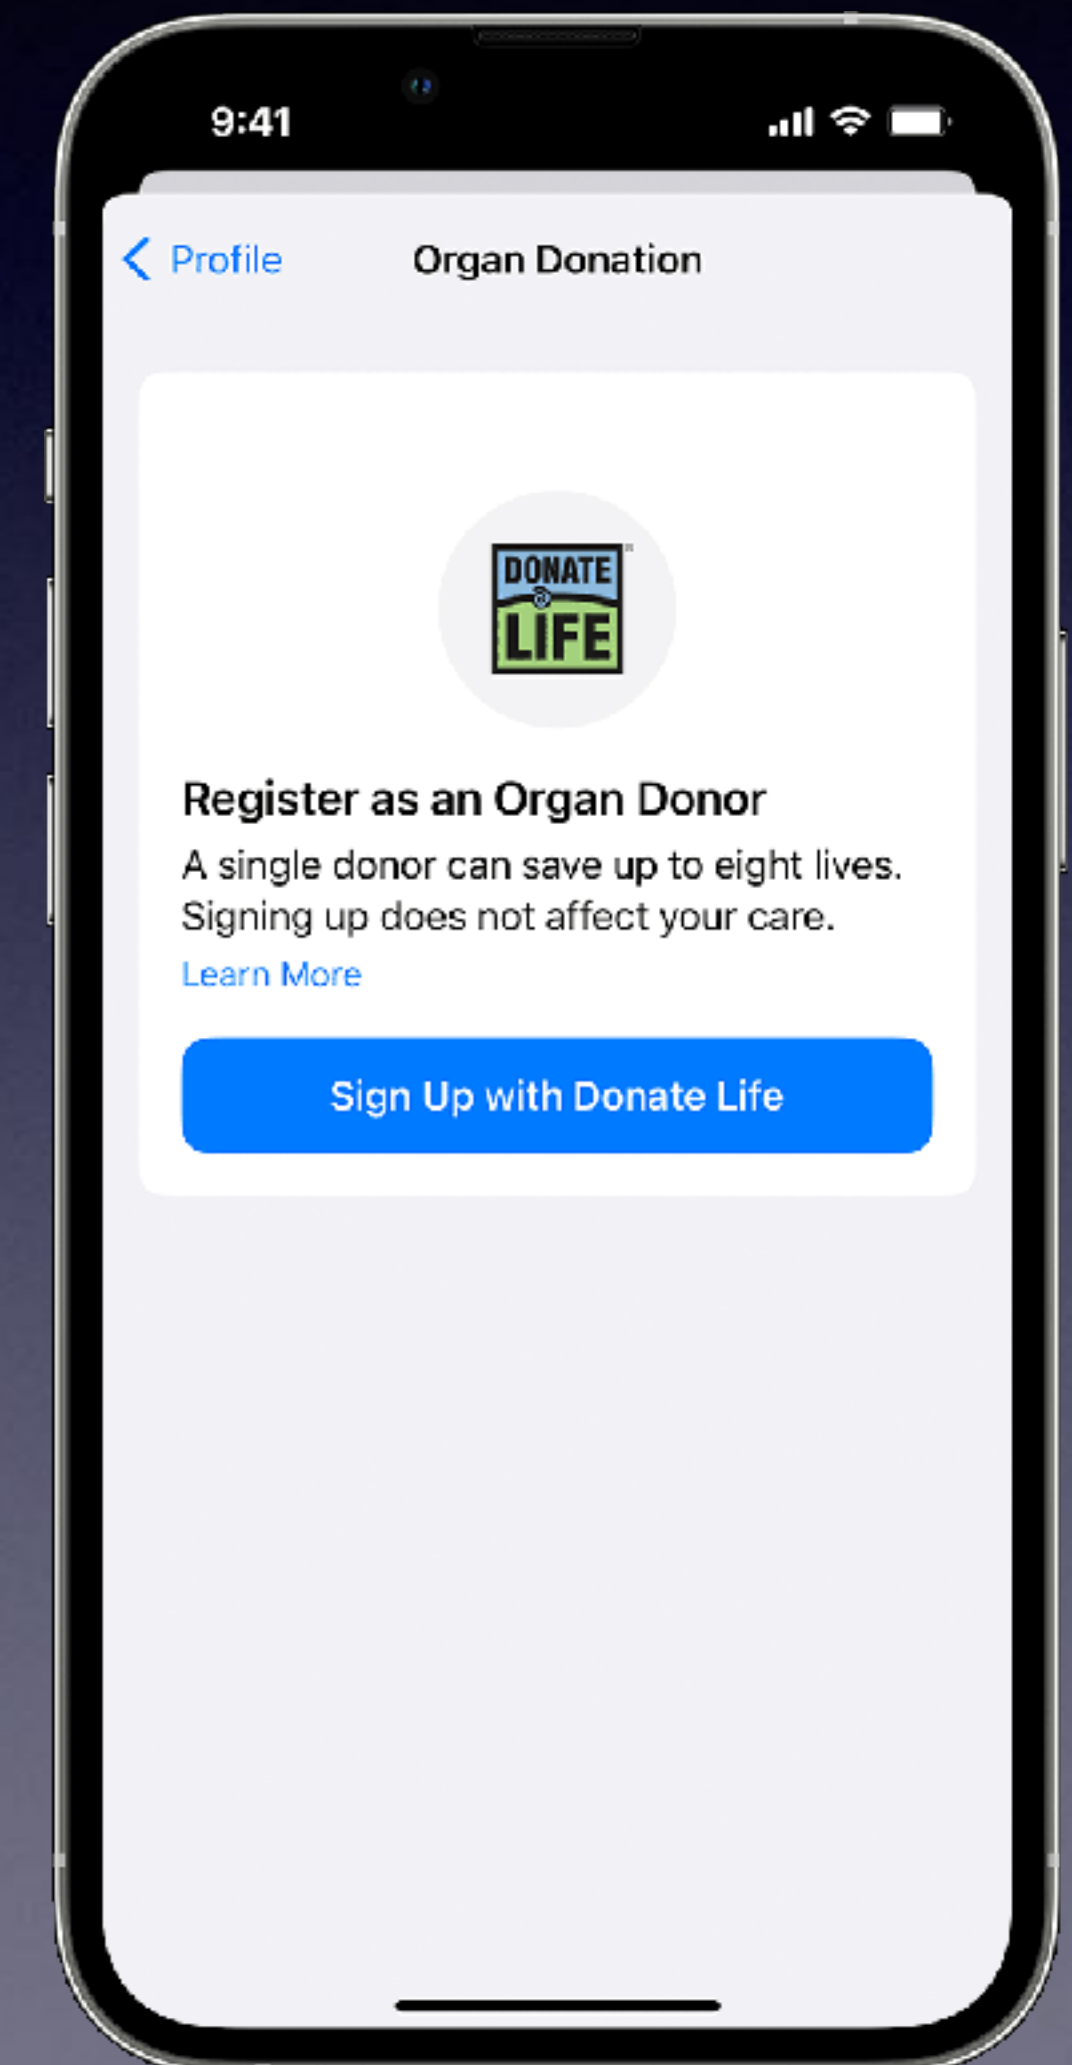 9:41
Profile
Organ Donation
DONATE
LIFE
Register as an Organ Donor
A single donor can save up to eight lives.
Signing up does not affect your care.
Learn More
Sign Up with Donate Life